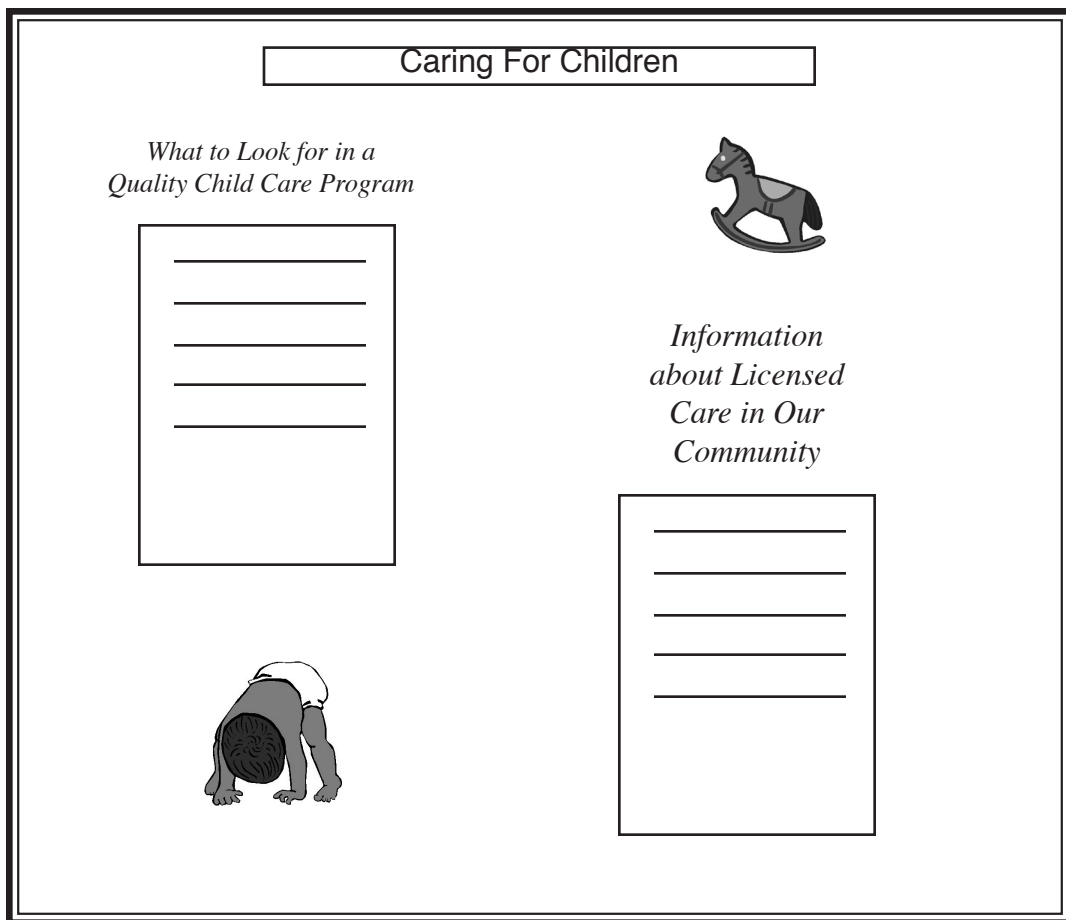 Caring For Children
What to Look for in a
Quality Child Care Program
Information
about Licensed
Care in Our
Community